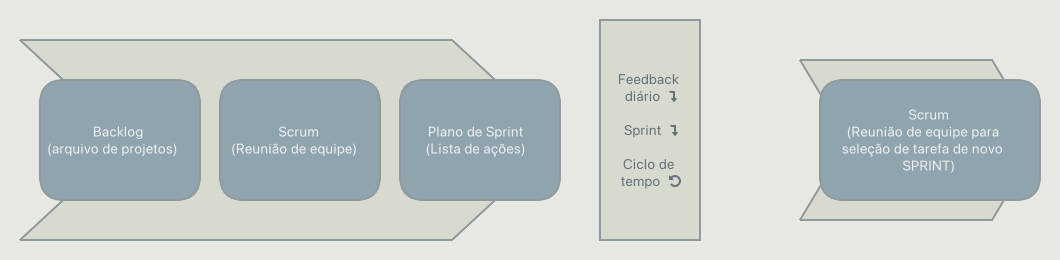 Backlog
(arquivo de projetos)
Scrum
(Reunião de equipe)
Plano de Sprint
(Lista de ações)
Feedback
diário
Sprint
Ciclo de
tempo
Scrum
(Reunião de equipe para
seleção de tarefa de novo
SPRINT)